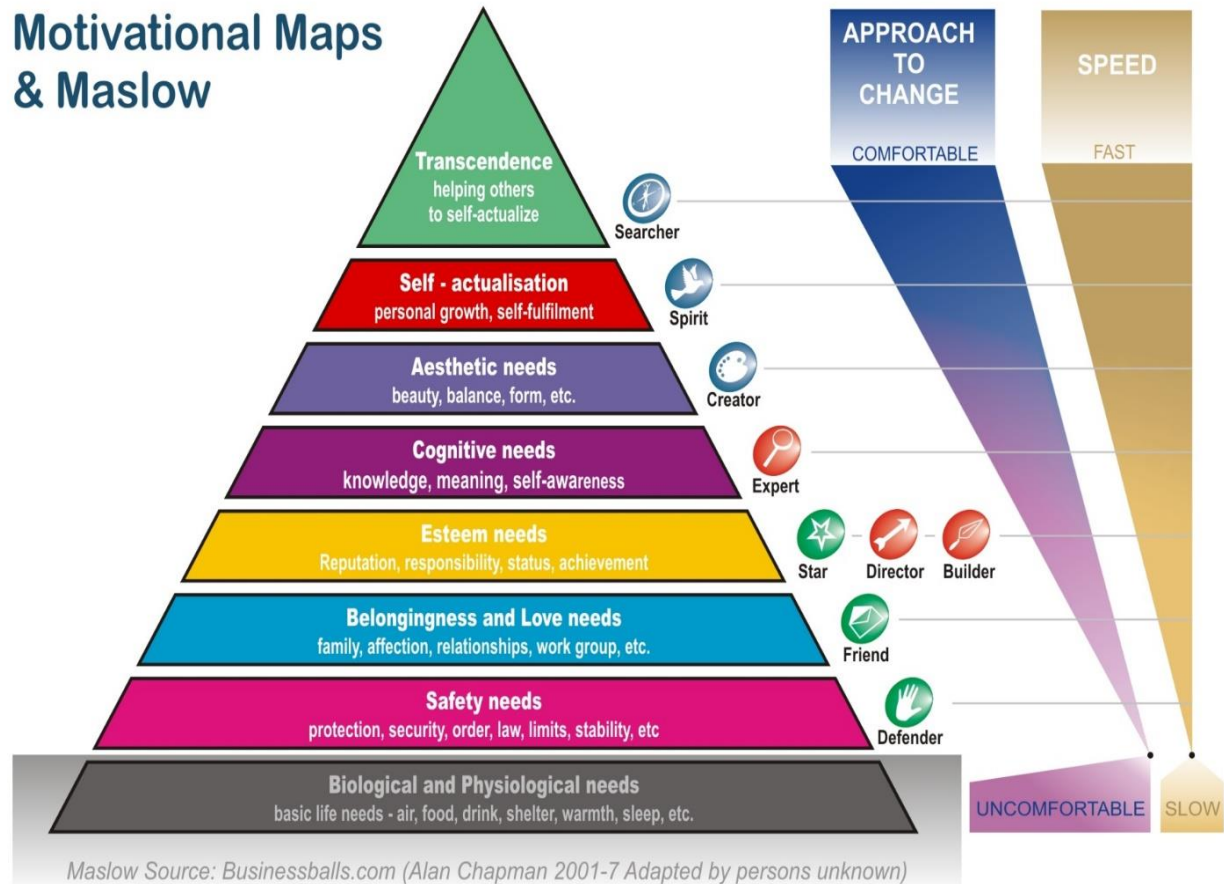 Motivational Maps
& Maslow
APPROACH
TO
CHANGE
COMFORTABLE
SPEED
FAST
Transcendence
helping others
to self-actualize
Searcher
Self - actualisation
personal growth, self-fulfilment
Spirit
Aesthetic needs
beauty, balance, form, etc.
Creator
Cognitive needs
knowledge, meaning, self-awareness
Expert
Esteem needs
Reputation, responsibility, status, achievement
Star Director Builder
Belongingness and Love needs
family, affection, relationships, work group, etc.
Friend
Safety needs
protection, security, order, law, limits, stability, etc
Defender
Biological and Physiological needs
basic life needs - air, food, drink, shelter, warmth, sleep, etc.
UNCOMFORTABLE
SLOW
Maslow Source: Businessballs.com (Alan Chapman 2001-7 Adapted by persons unknown)